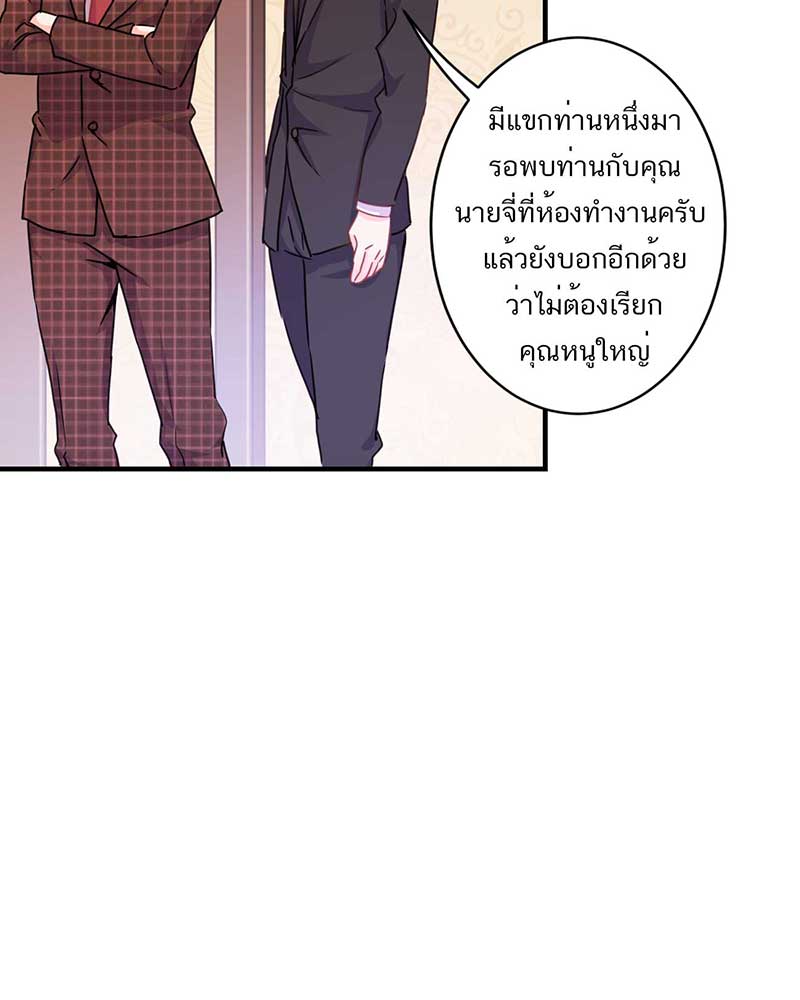 มีแขกท่านหนึ่งมา
รอพบท่านกับคุณ
นายจี่ที่ห้องทำงานครับ
แล้วยังบอกอีกด้วย
ว่าไม่ต้องเรียก
คุณหนูใหญ่